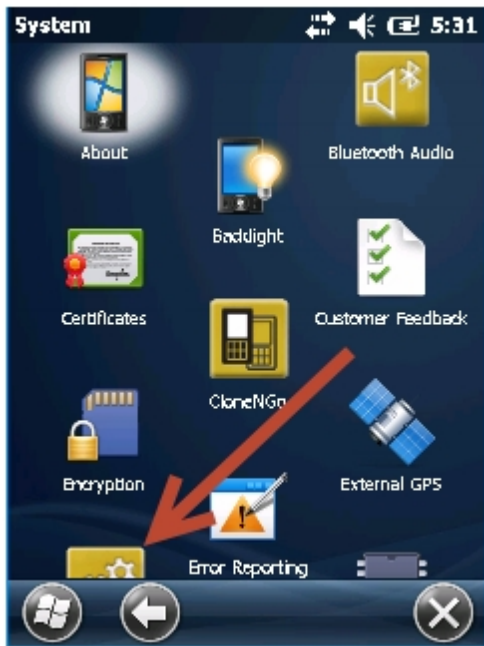 System 5:31
About
Bluetooth Audio
Backlight
Certificates
Customer Feedback
CloneNGo
Encryption
External GPS
Error Reporting